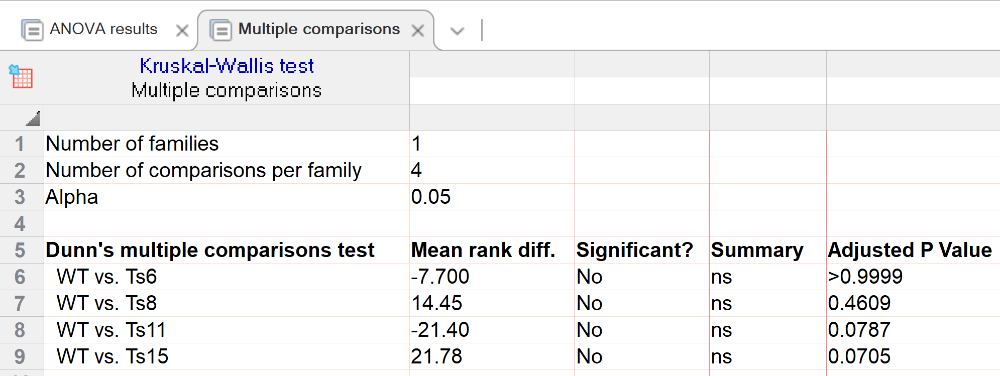 ANOVA results Multiple comparisons
Kruskal-Wallis test
Multiple comparisons
1 Number of families 1
2 Number of comparisons per family 4
3 Alpha 0.05
4
5 Dunn's multiple comparisons test Mean rank diff. Significant? Summary Adjusted P Value
6 WT vs. Ts6 -7.700 No ns >0.9999
7 WT vs. Ts8 14.45 No ns 0.4609
8 WT vs. Ts11 -21.40 No ns 0.0787
9 WT vs. Ts15 21.78 No ns 0.0705